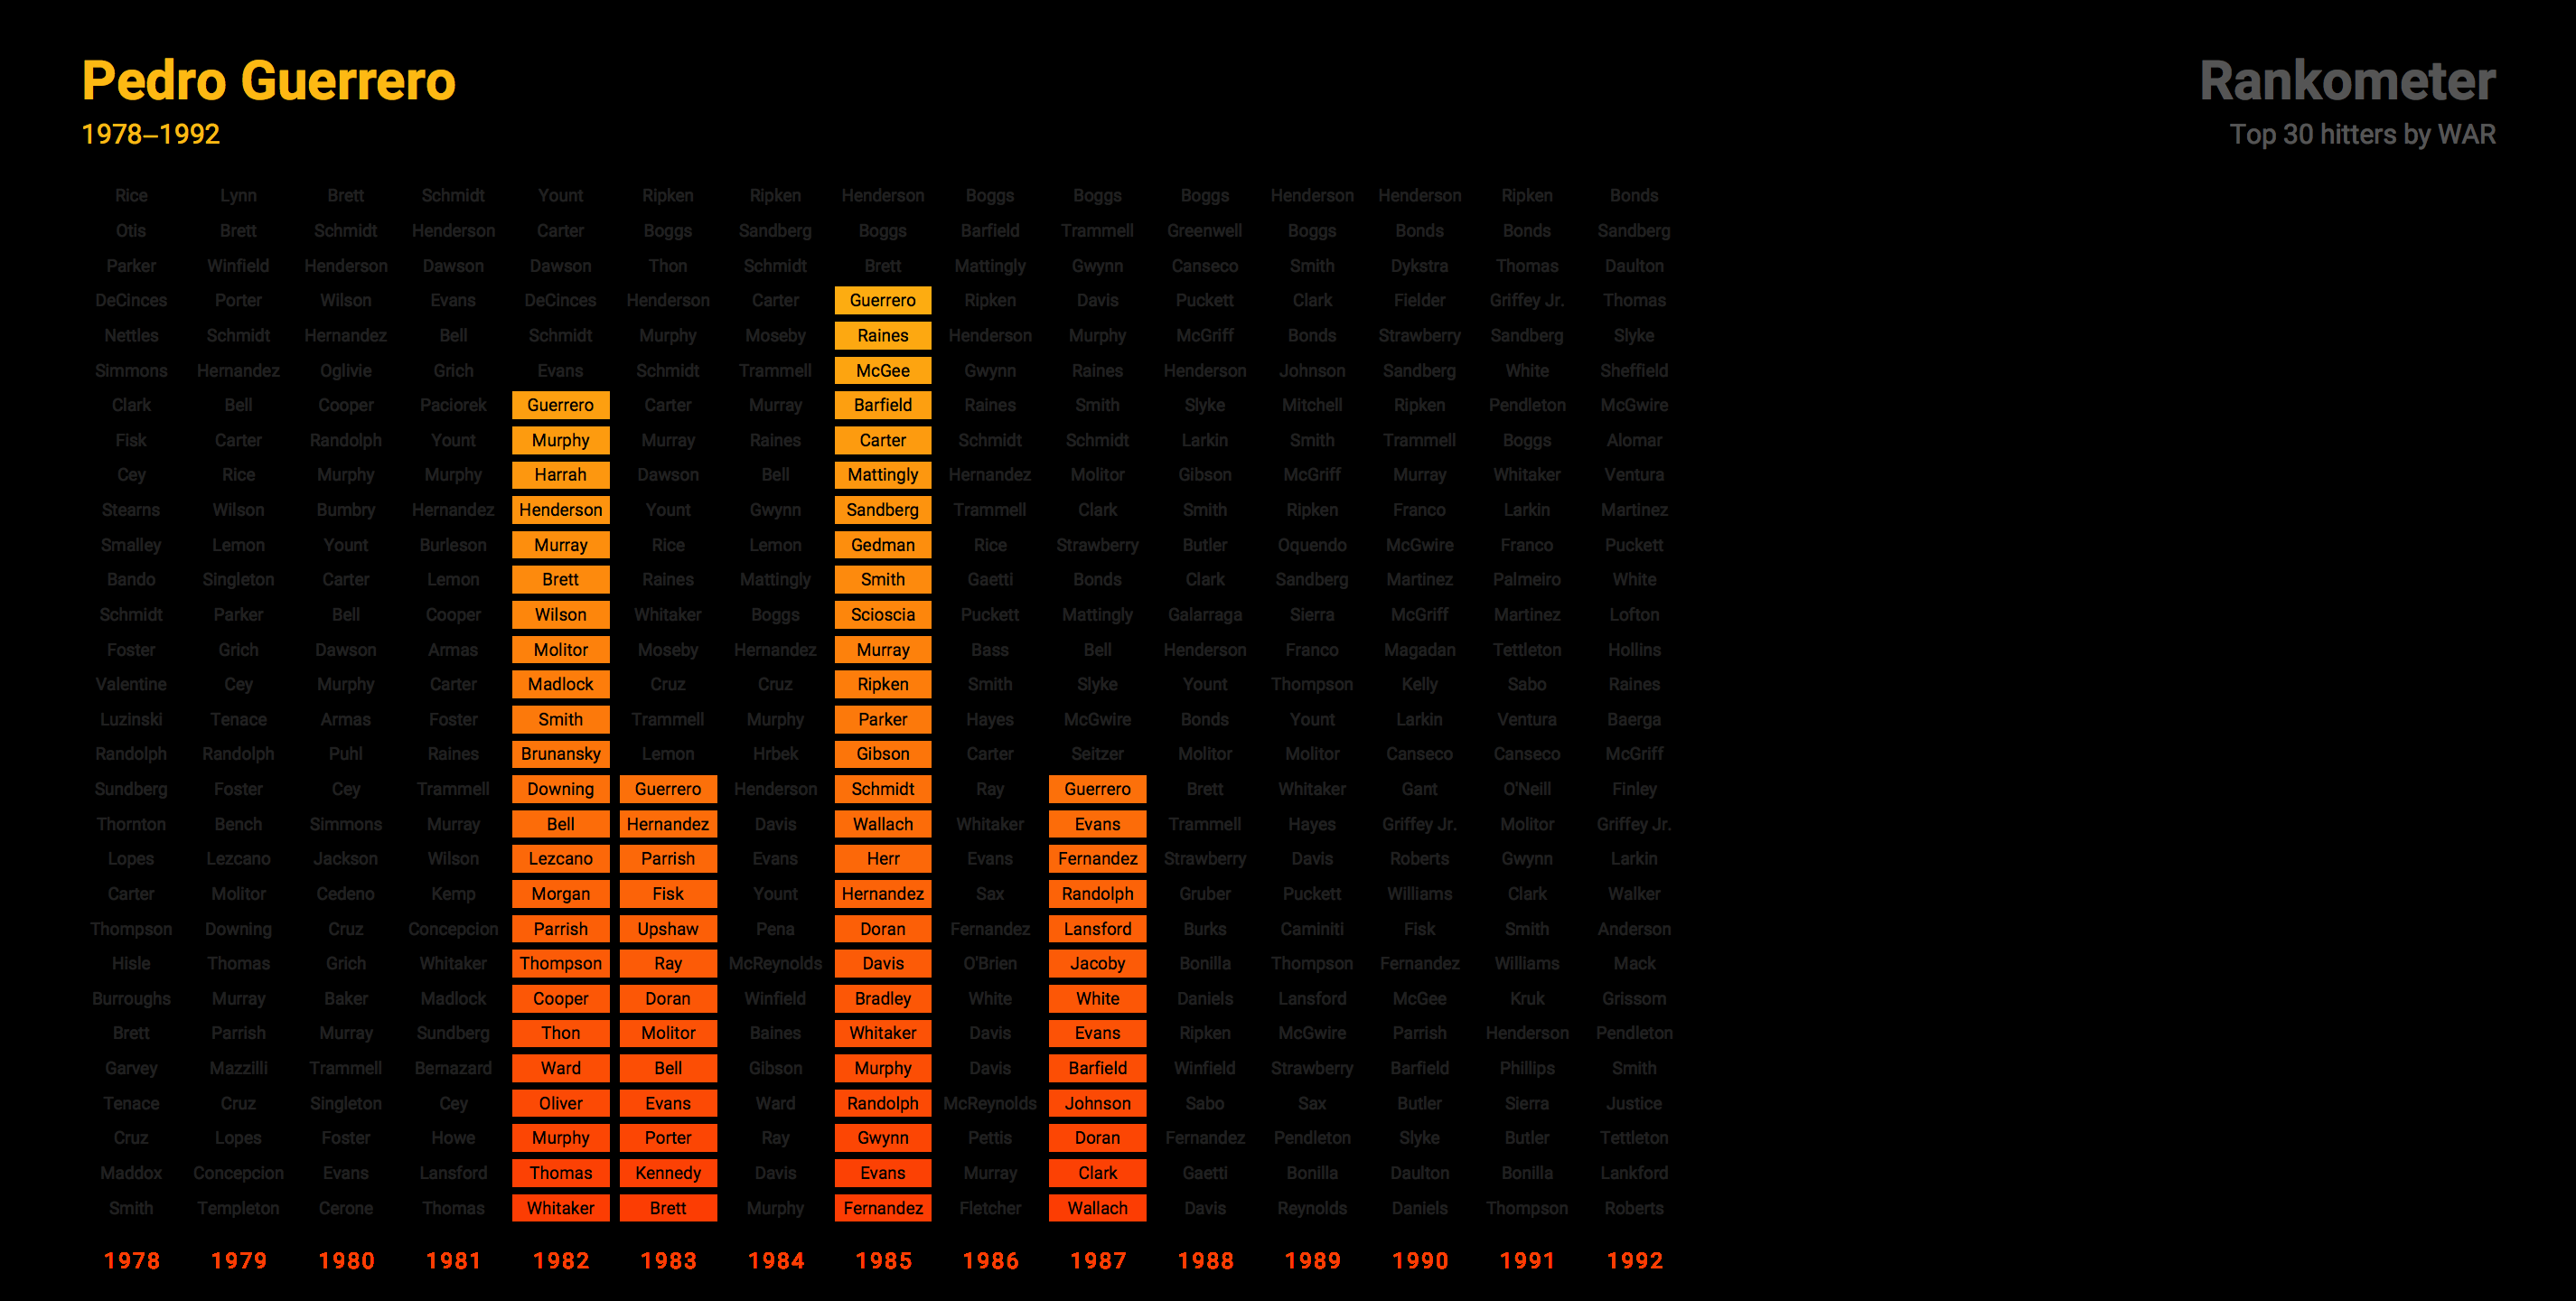 Pedro Guerrero
1978–1992
Rankometer
Top 30 hitters by WAR
Rice Lynn Brett Schmidt Yount Ripken Ripken Henderson Boggs Boggs Boggs Henderson Henderson Ripken Bonds
Otis Brett Schmidt Henderson Carter Boggs Sandberg Boggs Barfield Trammell Greenwell Boggs Bonds Bonds Sandberg
Parker Winfield Henderson Dawson Dawson Thon Schmidt Brett Mattingly Gwynn Canseco Smith Dykstra Thomas Daulton
DeCinces Porter Wilson Evans DeCinces Henderson Carter Guerrero Ripken Davis Puckett Clark Fielder Griffey Jr. Thomas
Nettles Schmidt Hernandez Bell Schmidt Murphy Moseby Raines Henderson Murphy McGriff Bonds Strawberry Sandberg Slyke
Simmons Hernandez Oglivie Grich Evans Schmidt Trammell McGee Gwynn Raines Henderson Johnson Sandberg White Sheffield
Clark Bell Cooper Paciorek Guerrero Carter Murray Barfield Raines Smith Slyke Mitchell Ripken Pendleton McGwire
Fisk Carter Randolph Yount Murphy Murray Raines Carter Schmidt Schmidt Larkin Smith Trammell Boggs Alomar
Cey Rice Murphy Murphy Harrah Dawson Bell Mattingly Hernandez Molitor Gibson McGriff Murray Whitaker Ventura
Stearns Wilson Bumbry Hernandez Henderson Yount Gwynn Sandberg Trammell Clark Smith Ripken Franco Larkin Martinez
Smalley Lemon Yount Burleson Murray Rice Lemon Gedman Rice Strawberry Butler Oquendo McGwire Franco Puckett
Bando Singleton Carter Lemon Brett Raines Mattingly Smith Gaetti Bonds Clark Sandberg Martinez Palmeiro White
Schmidt Parker Bell Cooper Wilson Whitaker Boggs Scioscia Puckett Mattingly Galarraga Sierra McGriff Martinez Lofton
Foster Grich Dawson Armas Molitor Moseby Hernandez Murray Bass Bell Henderson Franco Magadan Tettleton Hollins
Valentine Cey Murphy Carter Madlock Cruz Cruz Ripken Smith Slyke Yount Thompson Kelly Sabo Raines
Luzinski Tenace Armas Foster Smith Trammell Murphy Parker Hayes McGwire Bonds Yount Larkin Ventura Baerga
Randolph Randolph Puhl Raines Brunansky Lemon Hrbek Gibson Carter Seitzer Molitor Molitor Canseco Canseco McGriff
Sundberg Foster Cey Trammell Downing Guerrero Henderson Schmidt Ray Guerrero Brett Whitaker Gant O'Neill Finley
Thornton Bench Simmons Murray Bell Hernandez Davis Wallach Whitaker Evans Trammell Hayes Griffey Jr. Molitor Griffey Jr.
Lopes Lezcano Jackson Wilson Lezcano Parrish Evans Herr Evans Fernandez Strawberry Davis Roberts Gwynn Larkin
Carter Molitor Cedeno Kemp Morgan Fisk Yount Hernandez Sax Randolph Gruber Puckett Williams Clark Walker
Thompson Downing Cruz Concepcion Parrish Upshaw Pena Doran Fernandez Lansford Burks Caminiti Fisk Smith Anderson
Hisle Thomas Grich Whitaker Thompson Ray McReynolds Davis O'Brien Jacoby Bonilla Thompson Fernandez Williams Mack
Burroughs Murray Baker Madlock Cooper Doran Winfield Bradley White White Daniels Lansford McGee Kruk Grissom
Brett Parrish Murray Sundberg Thon Molitor Baines Whitaker Davis Evans Ripken McGwire Parrish Henderson Pendleton
Garvey Mazzilli Trammell Bernazard Ward Bell Gibson Murphy Davis Barfield Winfield Strawberry Barfield Phillips Smith
Tenace Cruz Singleton Cey Oliver Evans Ward Randolph McReynolds Johnson Sabo Sax Butler Sierra Justice
Cruz Lopes Foster Howe Murphy Porter Ray Gwynn Pettis Doran Fernandez Pendleton Slyke Butler Tettleton
Maddox Concepcion Evans Lansford Thomas Kennedy Davis Evans Murray Clark Gaetti Bonilla Daulton Bonilla Lankford
Smith Templeton Cerone Thomas Whitaker Brett Murphy Fernandez Fletcher Wallach Davis Reynolds Daniels Thompson Roberts
1978 1979 1980 1981 1982 1983 1984 1985 1986 1987 1988 1989 1990 1991 1992